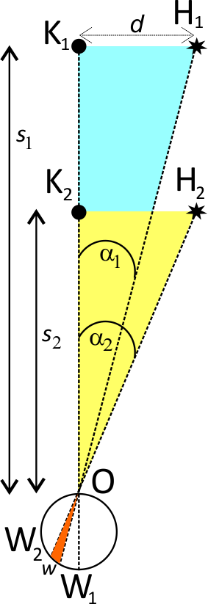 K₁ d H₁
s₁
K₂ H₂
α₁
s₂ α₂
O
W₂
w W₁